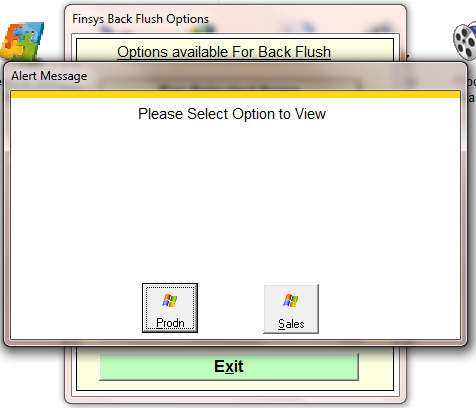 Finsys Back Flush Options
Options available For Back Flush
Alert Message
Please Select Option to View
Prodn
Sales
Exit